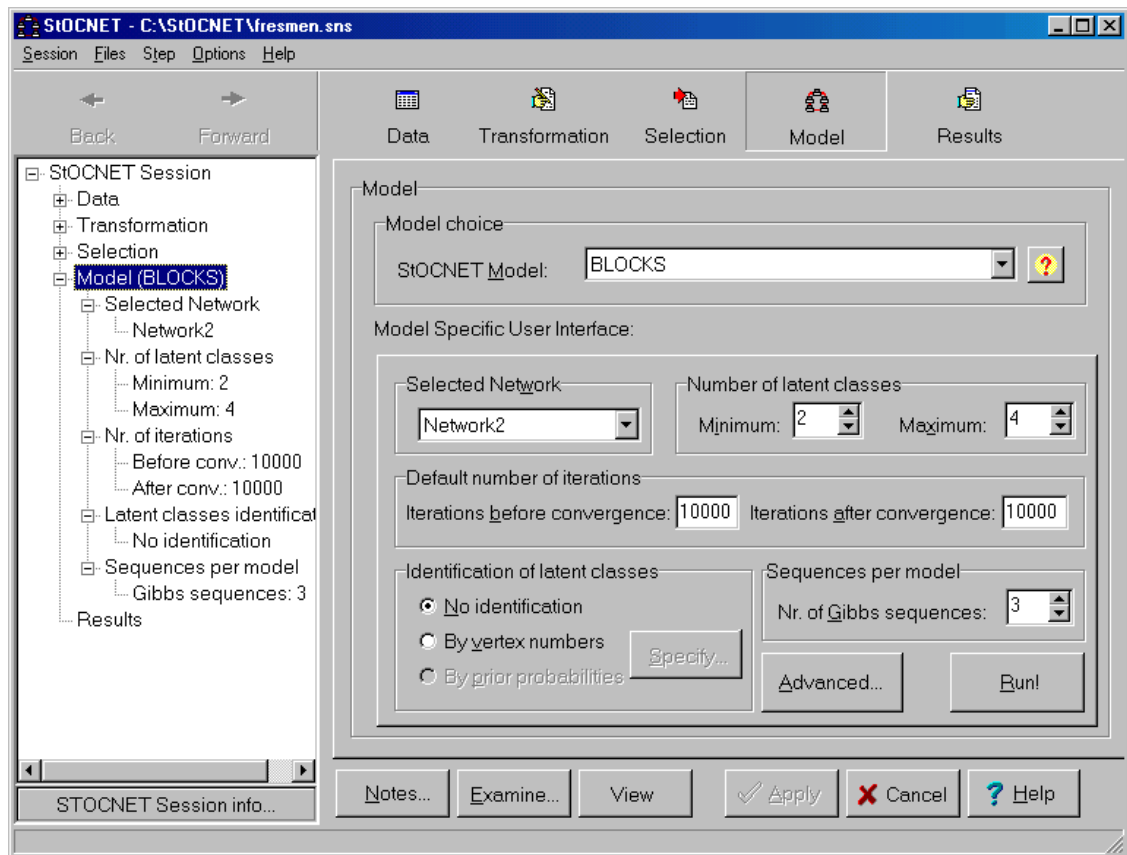 StOCNET - C:\StOCNET\fresmen.sns
Session Files Step Options Help
Back Forward Data Transformation Selection Model Results
StOCNET Session
Data
Transformation
Selection
Model (BLOCKS)
Selected Network
Network2
Nr. of latent classes
Minimum: 2
Maximum: 4
Nr. of iterations
Before conv.: 10000
After conv.: 10000
Latent classes identificat
No identification
Sequences per model
Gibbs sequences: 3
Results
STOCNET Session info...
Model
Model choice
StOCNET Model: BLOCKS
Model Specific User Interface:
Selected Network
Network2
Number of latent classes
Minimum: 2 Maximum: 4
Default number of iterations
Iterations before convergence: 10000 Iterations after convergence: 10000
Identification of latent classes
No identification
By vertex numbers
By prior probabilities
Specify...
Sequences per model
Nr. of Gibbs sequences: 3
Advanced... Run!
Notes... Examine... View Apply Cancel ? Help